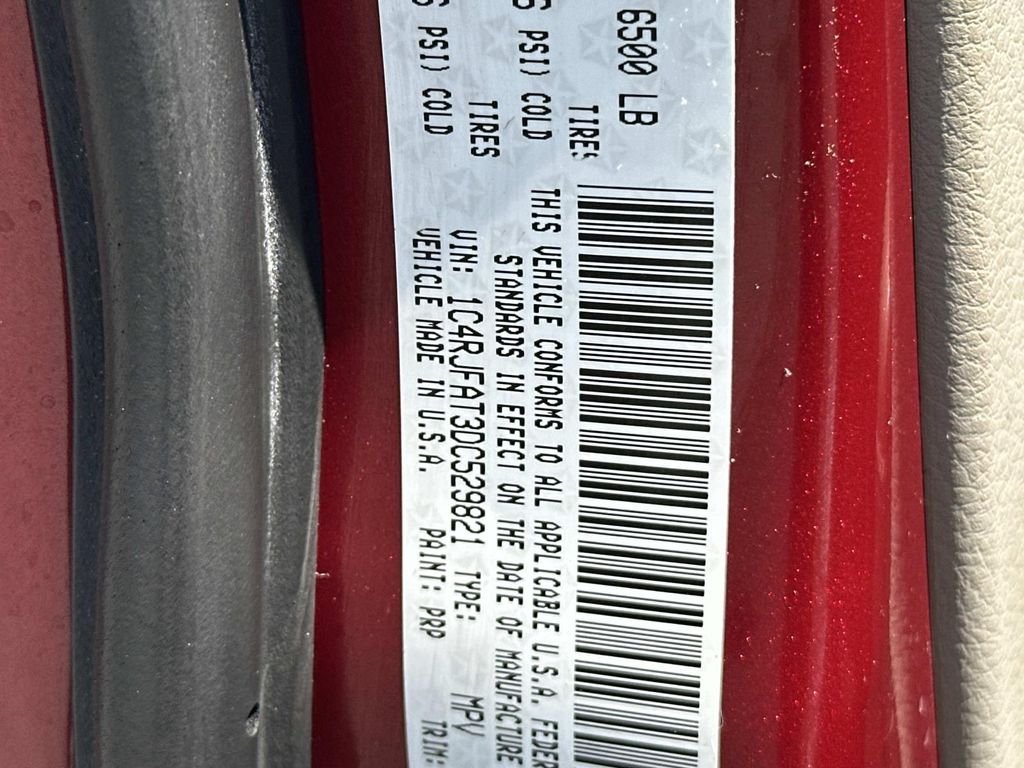 6500 LB
TIRES
PSI) COLD
TIRES
PSI) COLD
THIS VEHICLE CONFORMS TO ALL APPLICABLE U.S.A. FEDER
STANDARDS IN EFFECT ON THE DATE OF MANUFACTURE
VIN: 1C4RJFAT3DC529821 TYPE: MPV
VEHICLE MADE IN U.S.A. PAINT: PRP TRIM: